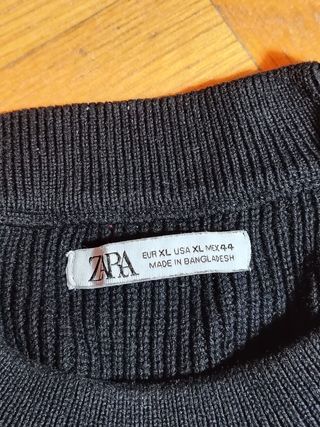 ZARA
EUR XL USA XL MEX 44
MADE IN BANGLADESH